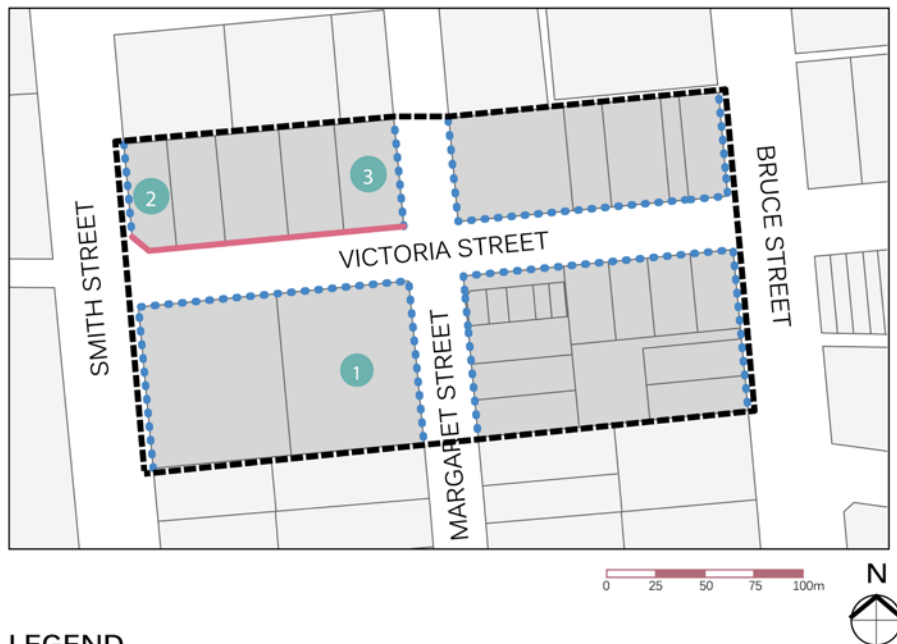 2
3
BRUCE STREET
VICTORIA STREET
SMITH STREET
1
MARGARET STREET
0 25 50 75 100m
N
LEGEND